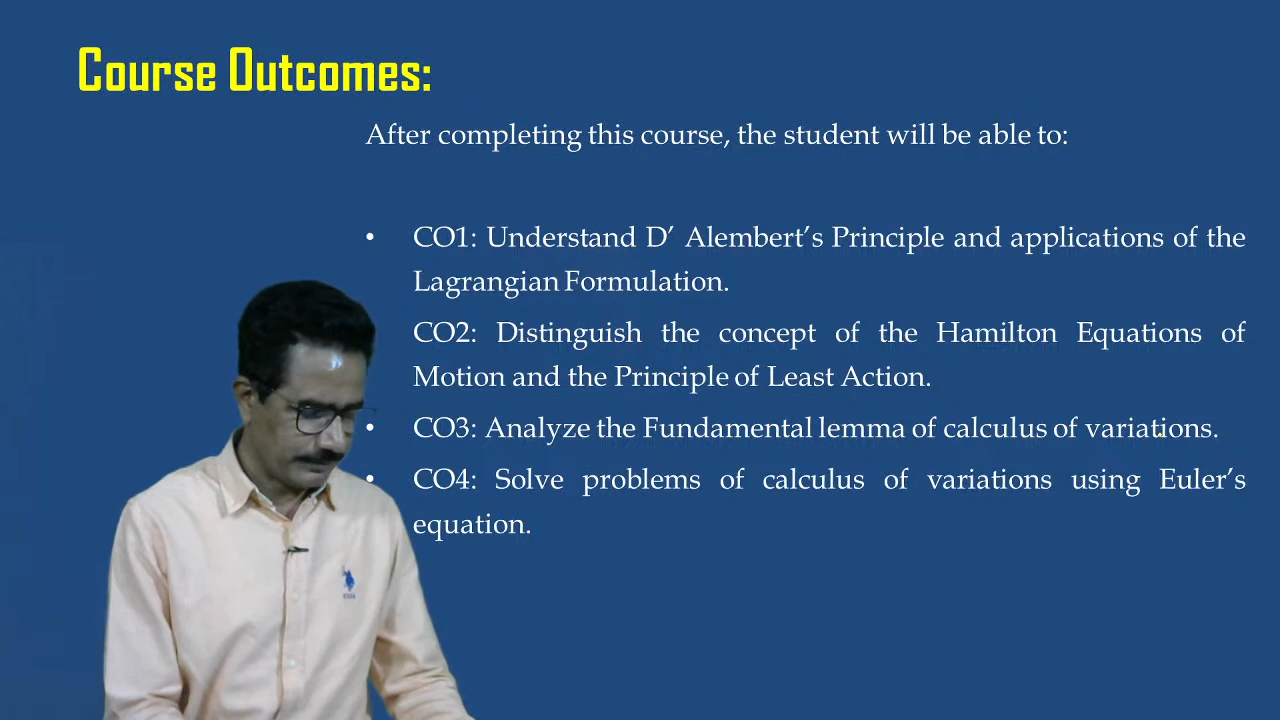 Course Outcomes:
After completing this course, the student will be able to:
• CO1: Understand D’ Alembert’s Principle and applications of the
Lagrangian Formulation.
CO2: Distinguish the concept of the Hamilton Equations of
Motion and the Principle of Least Action.
• CO3: Analyze the Fundamental lemma of calculus of variations.
• CO4: Solve problems of calculus of variations using Euler’s
equation.